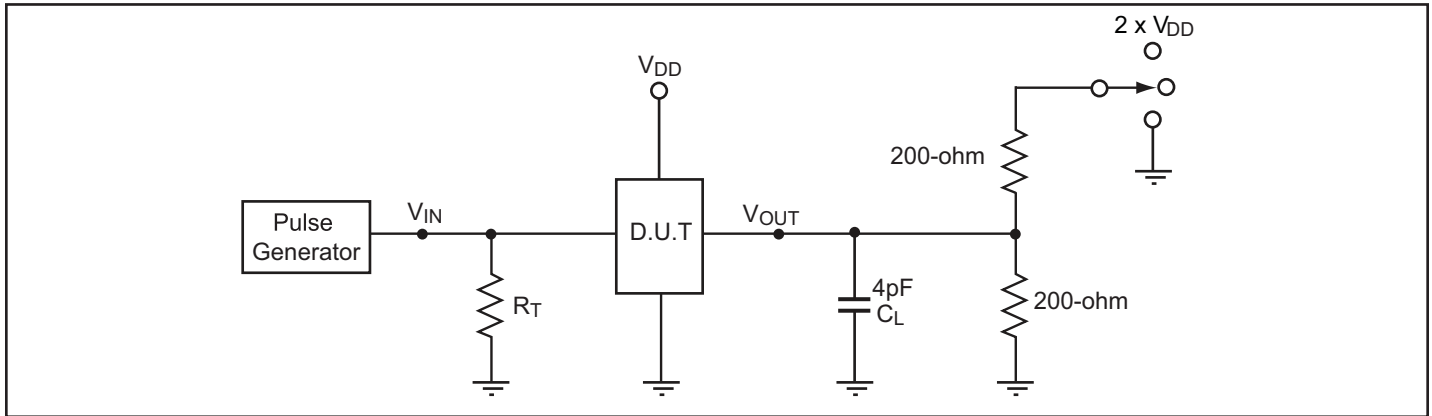 2 x VDD
VDD
200-ohm
Pulse
Generator
VIN
D.U.T
VOUT
RT
4pF
CL
200-ohm